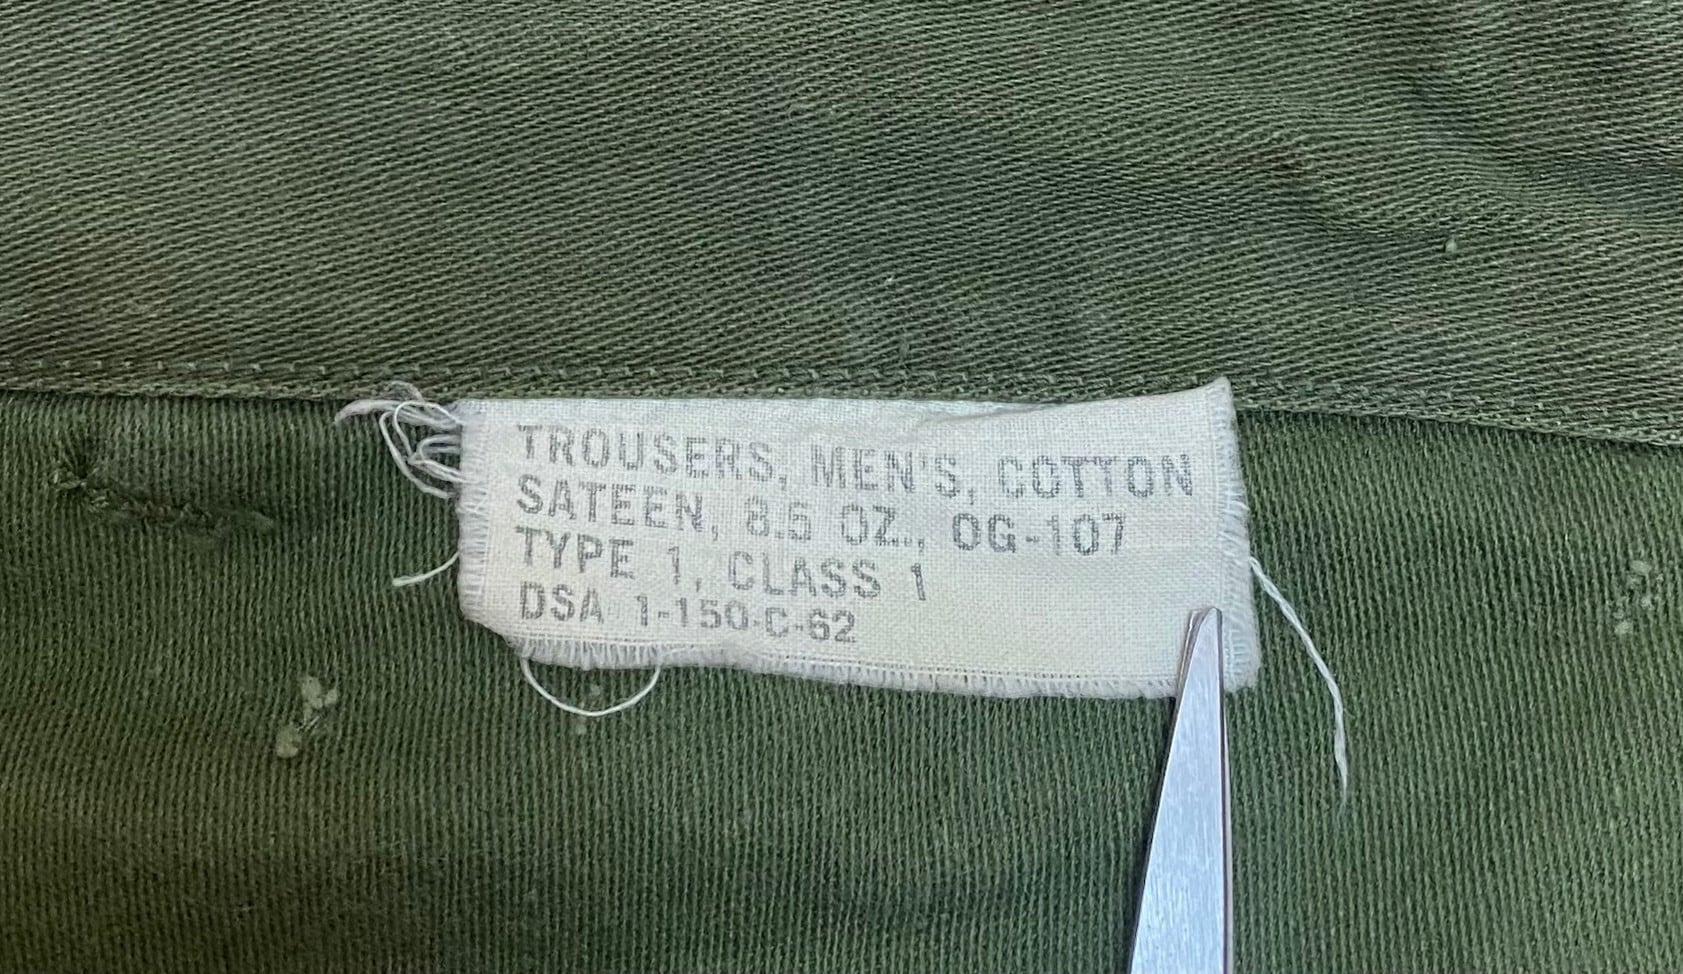 TROUSERS, MEN'S, COTTON
SATEEN, 8.5 OZ., OG-107
TYPE 1, CLASS 1
DSA 1-150-C-62